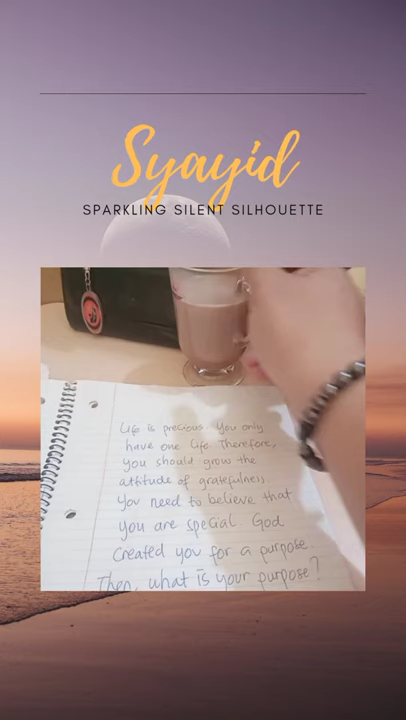 Syayid
SPARKLING SILENT SILHOUETTE
Life is precious. You only
have one life. Therefore,
you should grow the
attitude of gratefulness.
You need to believe that
you are special. God
created you for a purpose.
Then, what is your purpose?